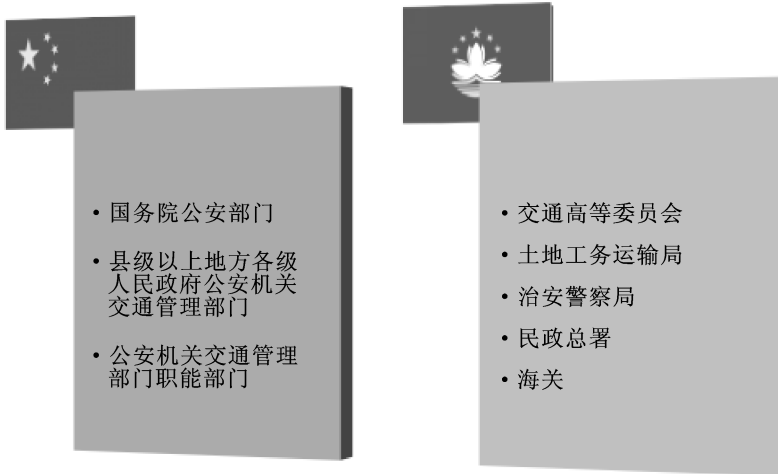 • 国务院公安部门
• 县级以上地方各级
人民政府公安机关
交通管理部门
• 公安机关交通管理
部门职能部门
• 交通高等委员会
• 土地工务运输局
• 治安警察局
• 民政总署
• 海关